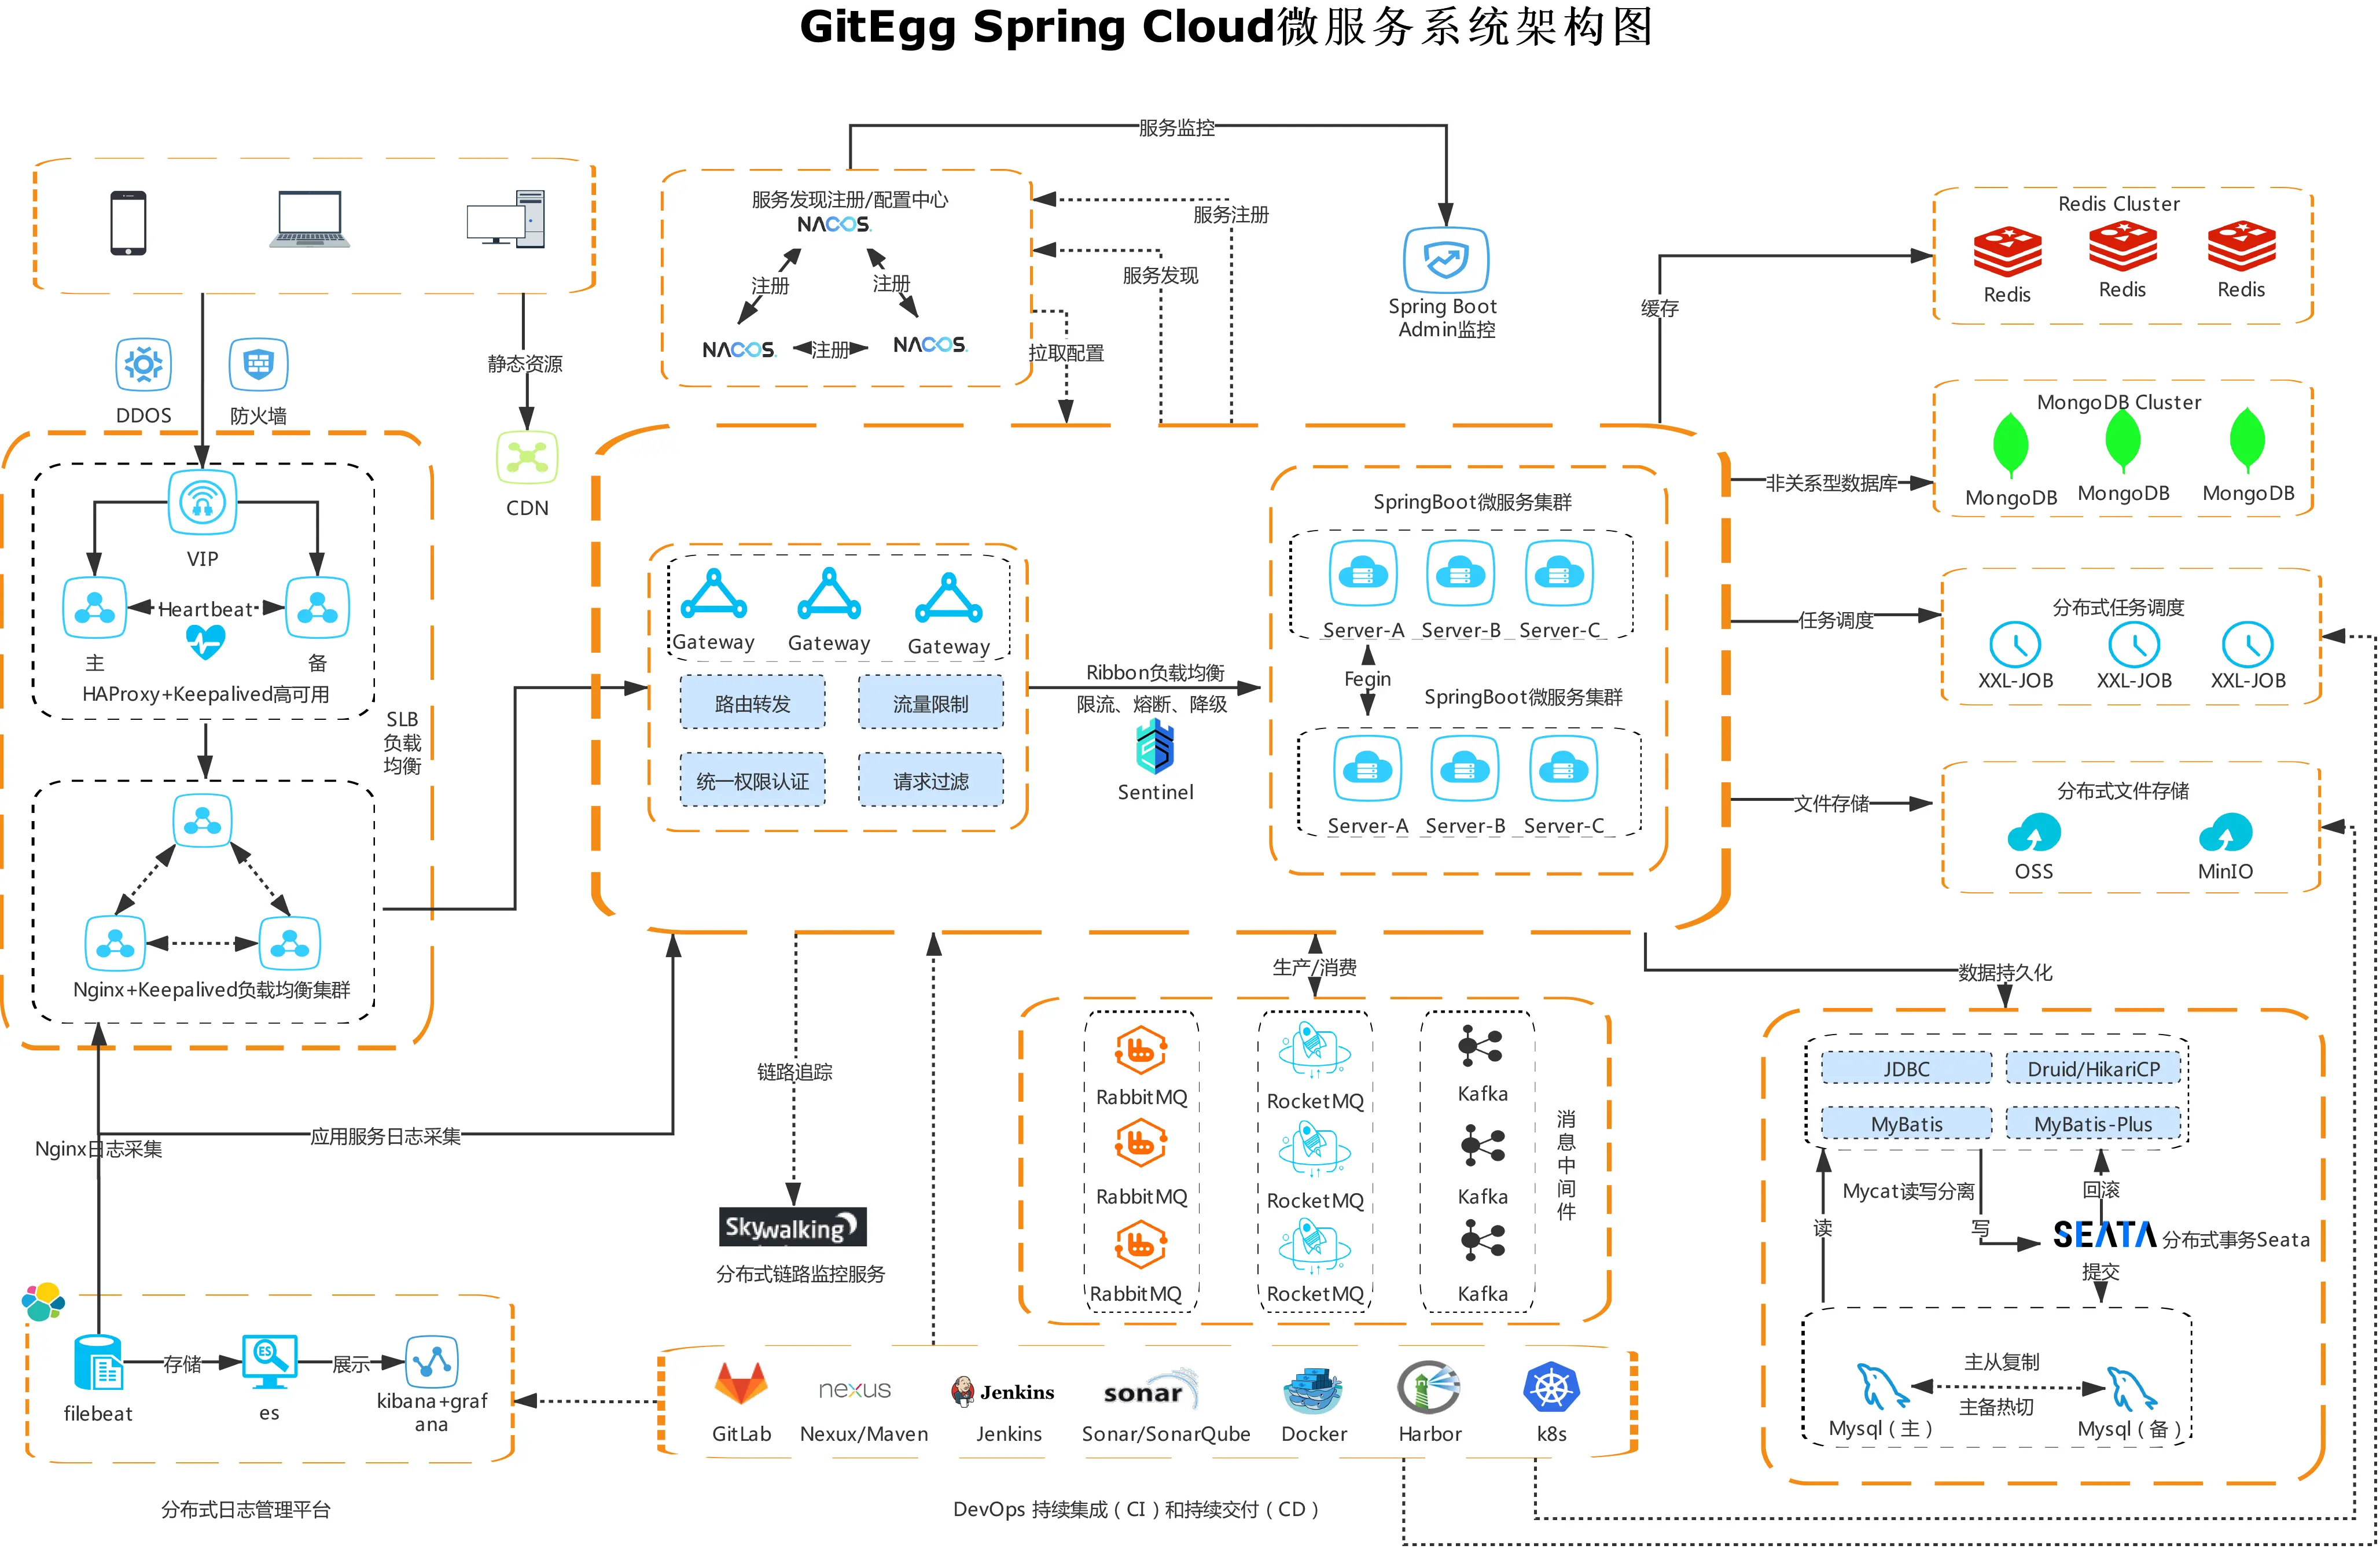 GitEgg Spring Cloud微服务系统架构图
服务监控
服务发现注册/配置中心
NACOS.
注册
注册
NACOS.
注册
NACOS.
服务注册
服务发现
拉取配置
Spring Boot
Admin监控
缓存
Redis Cluster
Redis
Redis
Redis
DDOS
防火墙
静态资源
CDN
MongoDB Cluster
MongoDB
MongoDB
MongoDB
非关系型数据库
VIP
Heartbeat
主
备
HAProxy+Keepalived高可用
SLB
负载
均衡
Nginx+Keepalived负载均衡集群
Gateway
Gateway
Gateway
路由转发
流量限制
统一权限认证
请求过滤
Ribbon负载均衡
限流、熔断、降级
Sentinel
SpringBoot微服务集群
Server-A
Server-B
Server-C
Fegin
SpringBoot微服务集群
Server-A
Server-B
Server-C
任务调度
分布式任务调度
XXL-JOB
XXL-JOB
XXL-JOB
文件存储
分布式文件存储
OSS
MinIO
生产/消费
数据持久化
链路追踪
Nginx日志采集
应用服务日志采集
Skywalking
分布式链路监控服务
RabbitMQ
RocketMQ
Kafka
RabbitMQ
RocketMQ
Kafka
RabbitMQ
RocketMQ
Kafka
消
息
中
间
件
JDBC
Druid/HikariCP
MyBatis
MyBatis-Plus
Mycat读写分离
回滚
读
写
SEATA
分布式事务Seata
提交
主从复制
主备热切
Mysql（主）
Mysql（备）
filebeat
存储
ES
es
展示
kibana+graf
ana
分布式日志管理平台
GitLab
nexus
Nexux/Maven
Jenkins
Jenkins
sonar
Sonar/SonarQube
Docker
Harbor
k8s
DevOps 持续集成（CI）和持续交付（CD）